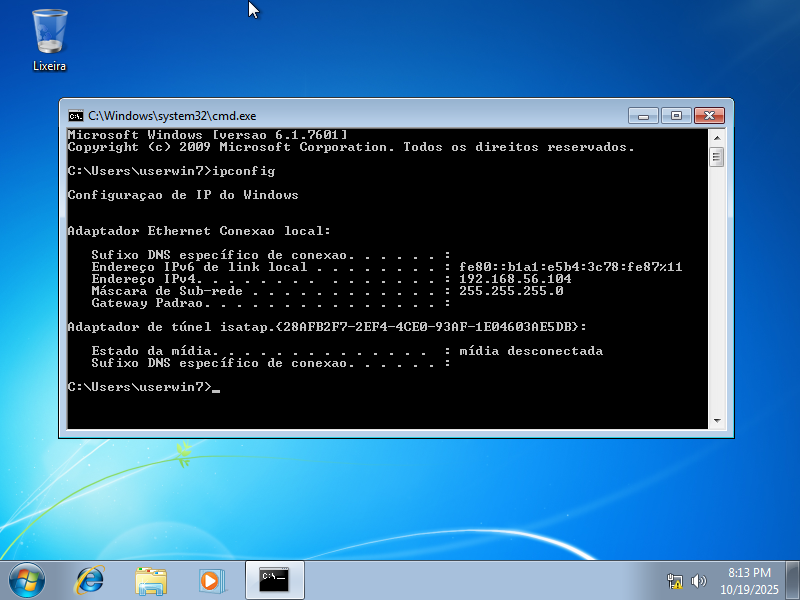 Lixeira
C:\Windows\system32\cmd.exe
Microsoft Windows [versao 6.1.7601]
Copyright (c) 2009 Microsoft Corporation. Todos os direitos reservados.
C:\Users\userwin7>ipconfig
Configuraçao de IP do Windows
Adaptador Ethernet Conexao local:
Sufixo DNS específico de conexao. . . . . . :
Endereço IPv6 de link local . . . . . . . . : fe80::b1a1:e5b4:3c78:fe87%11
Endereço IPv4. . . . . . . . . . . . . . . : 192.168.56.104
Máscara de Sub-rede . . . . . . . . . . . . : 255.255.255.0
Gateway Padrao. . . . . . . . . . . . . . . :
Adaptador de túnel isatap.{28AFB2F7-2EF4-4CE0-93AF-1E04603AE5DB}:
Estado da mídia. . . . . . . . . . . . . . : mídia desconectada
Sufixo DNS específico de conexao. . . . . . :
C:\Users\userwin7>_
C:\_
8:13 PM
10/19/2025